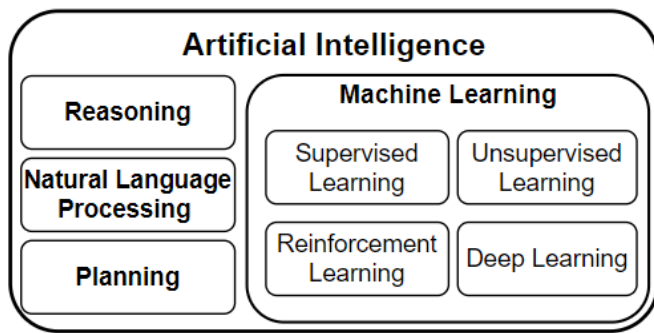 Artificial Intelligence
Reasoning
Natural Language
Processing
Planning
Machine Learning
Supervised
Learning
Unsupervised
Learning
Reinforcement
Learning
Deep Learning